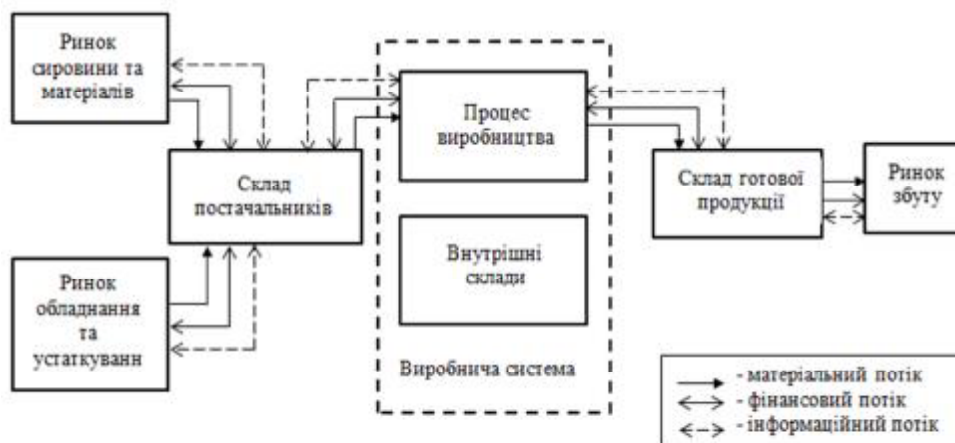 Ринок
сировини та
матеріалів
Процес
виробництва
Склад
постачальників
Склад готової
продукції
Ринок
збуту
Внутрішні
склади
Ринок
обладнання
та
устаткуванн
Виробнича система
- матеріальний потік
- фінансовий потік
- інформаційний потік